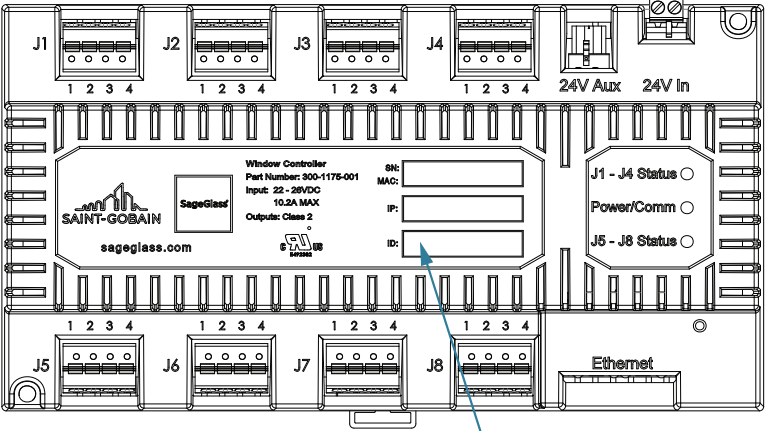 J1
J2
J3
J4
1 2 3 4
1 2 3 4
1 2 3 4
1 2 3 4
24V Aux
24V In
SAINT-GOBAIN
sageglass.com
SageGlass
Window Controller
Part Number: 300-1175-001
Input: 22 - 26VDC
10.2A MAX
Outputs: Class 2
C RU US
E492302
SN:
MAC:
IP:
ID:
J1 - J4 Status
Power/Comm
J5 - J8 Status
1 2 3 4
1 2 3 4
1 2 3 4
1 2 3 4
J5
J6
J7
J8
Ethernet